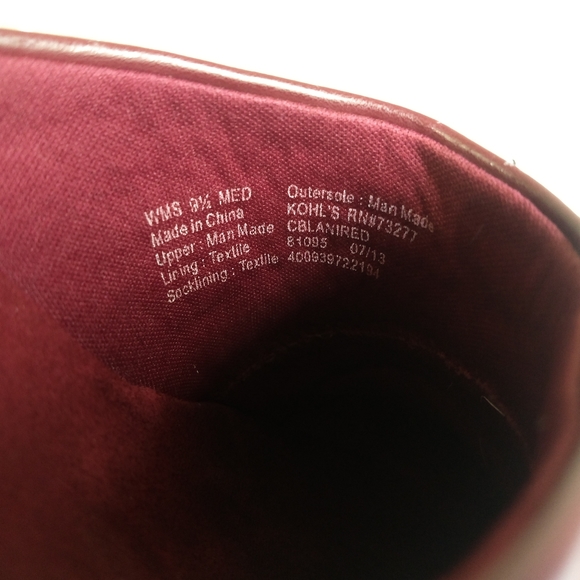 WMS 9½ MED
Made in China
Upper : Man Made
Lining : Textile
Socklining : Textile
Outersole : Man Made
KOHL'S RN#73277
CBLANIRED
81095 07/13
400939722194